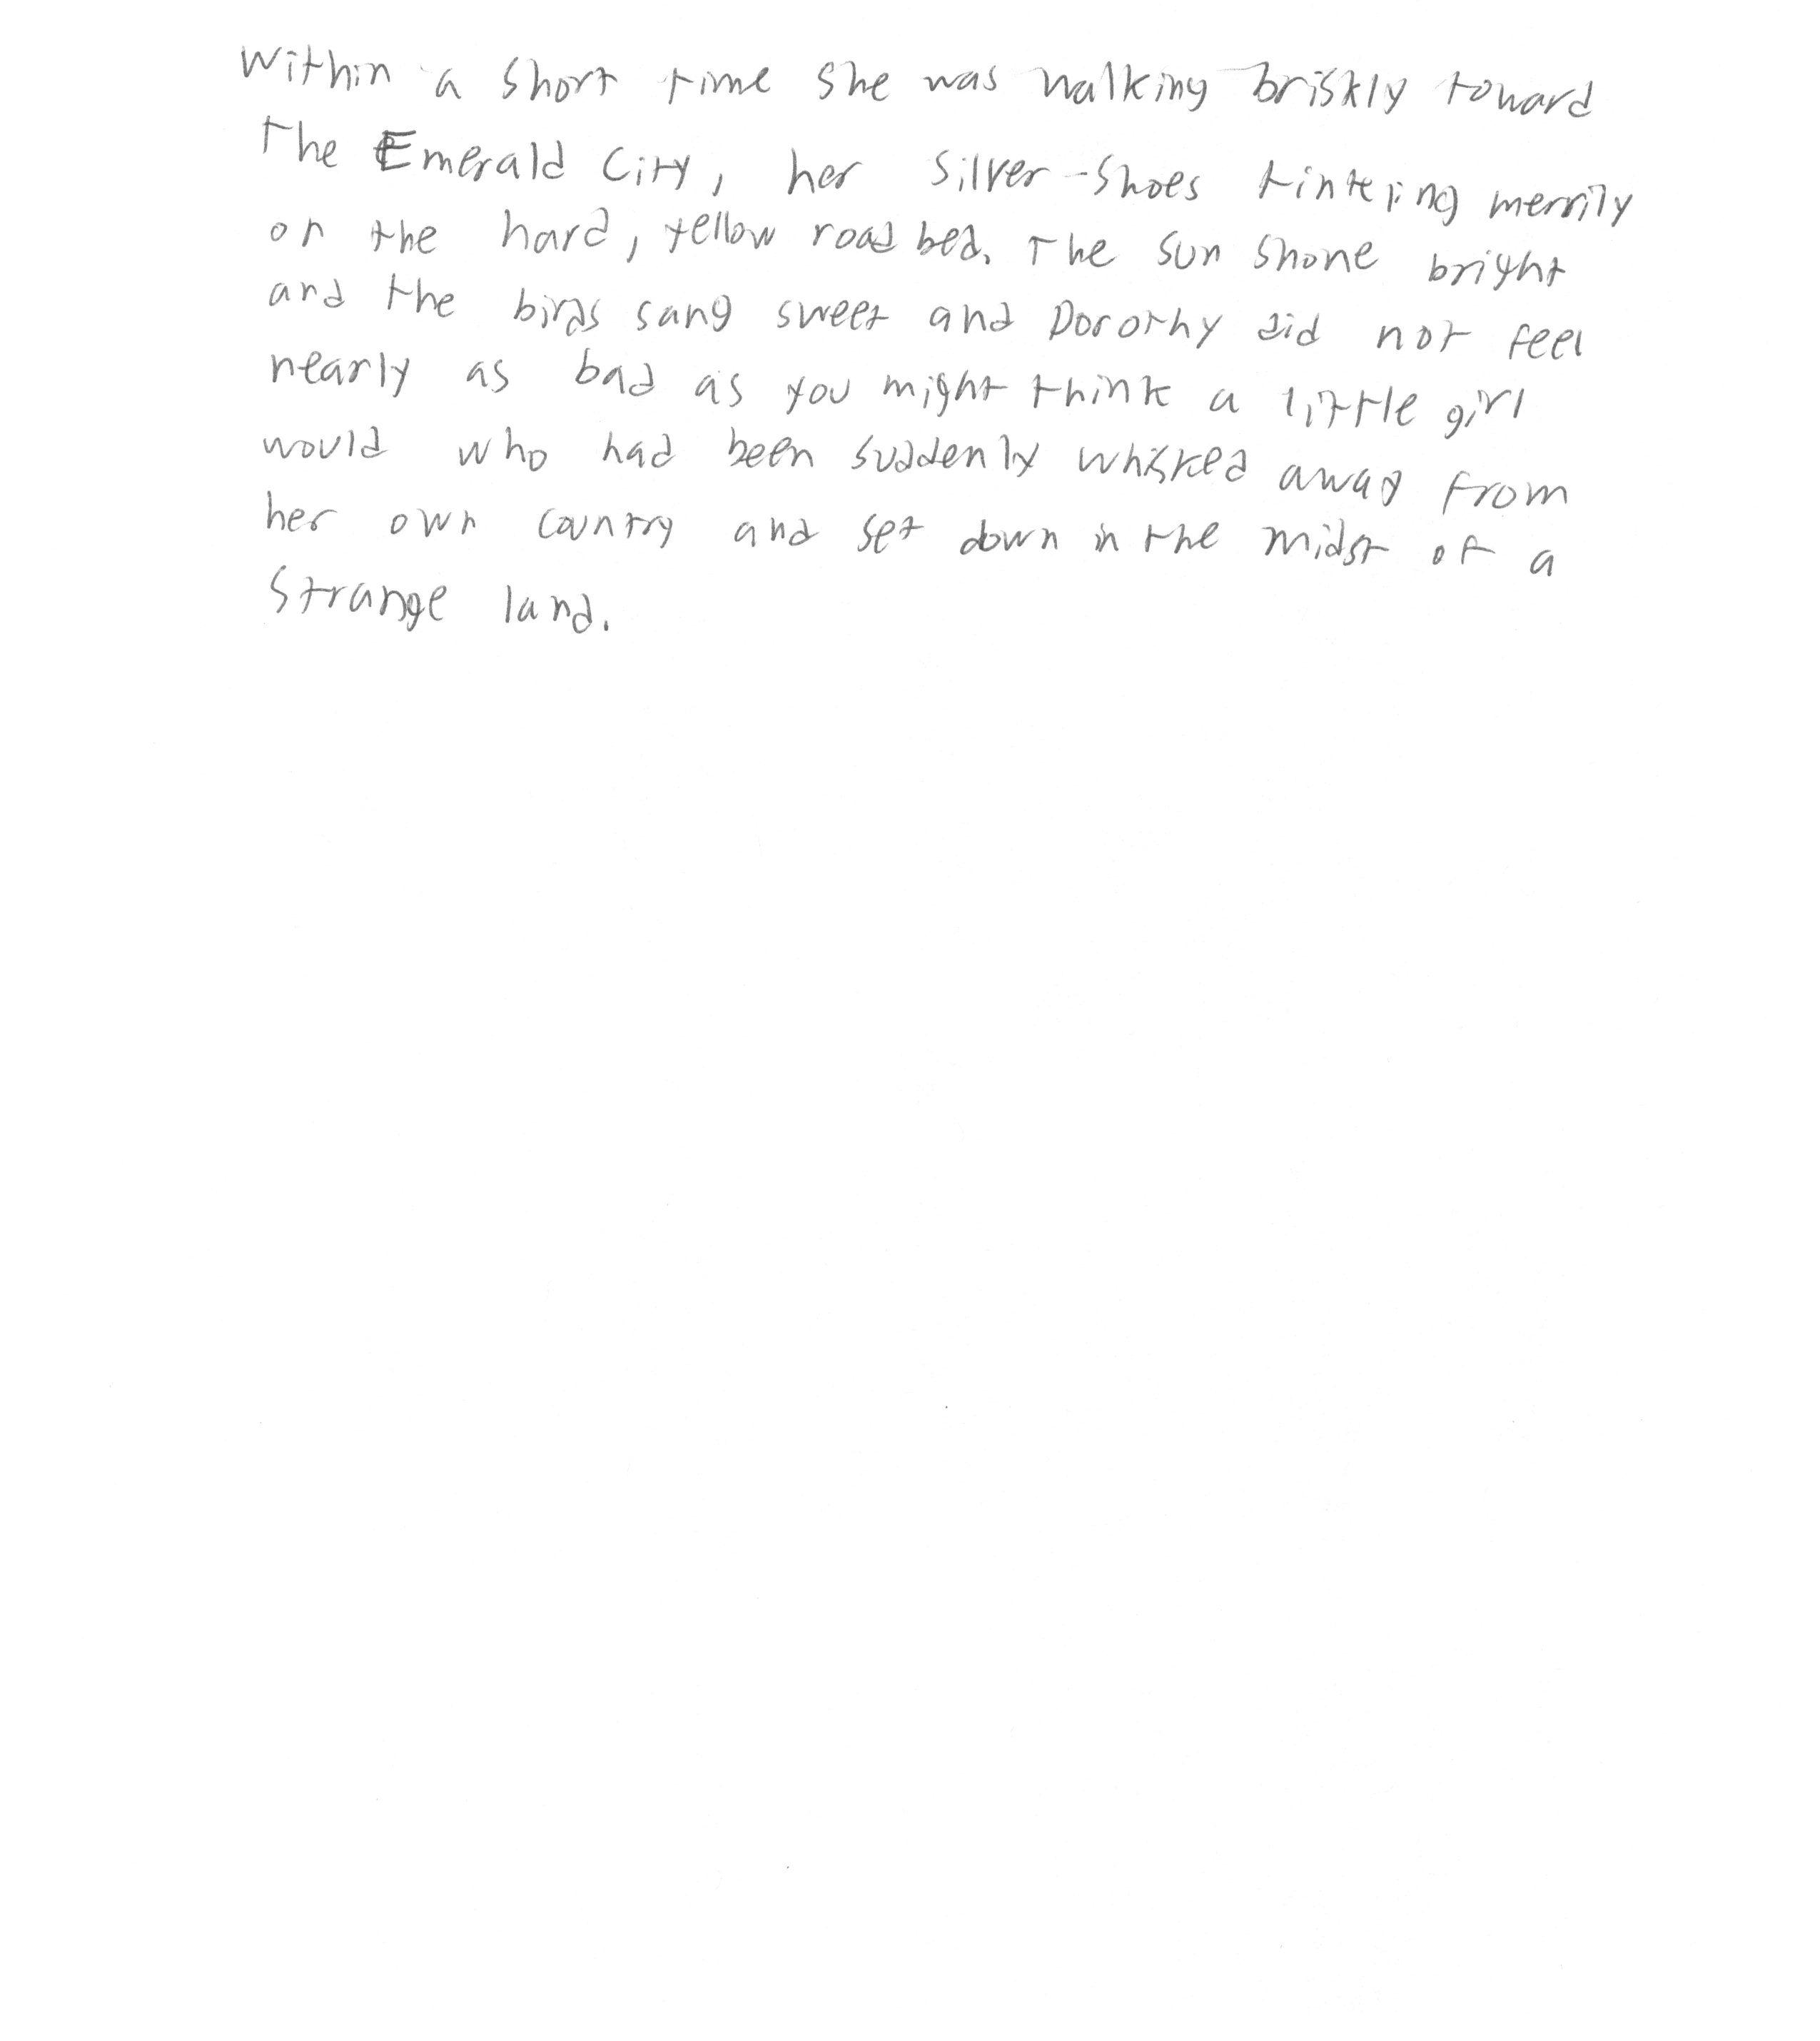 Within a short time she was walking briskly toward
the Emerald City, her silver-shoes tinkling merrily
on the hard, yellow road bed. The sun shone bright
and the birds sang sweet and Dorothy did not feel
nearly as bad as you might think a little girl
would who had been suddenly whisked away from
her own country and set down in the midst of a
strange land.